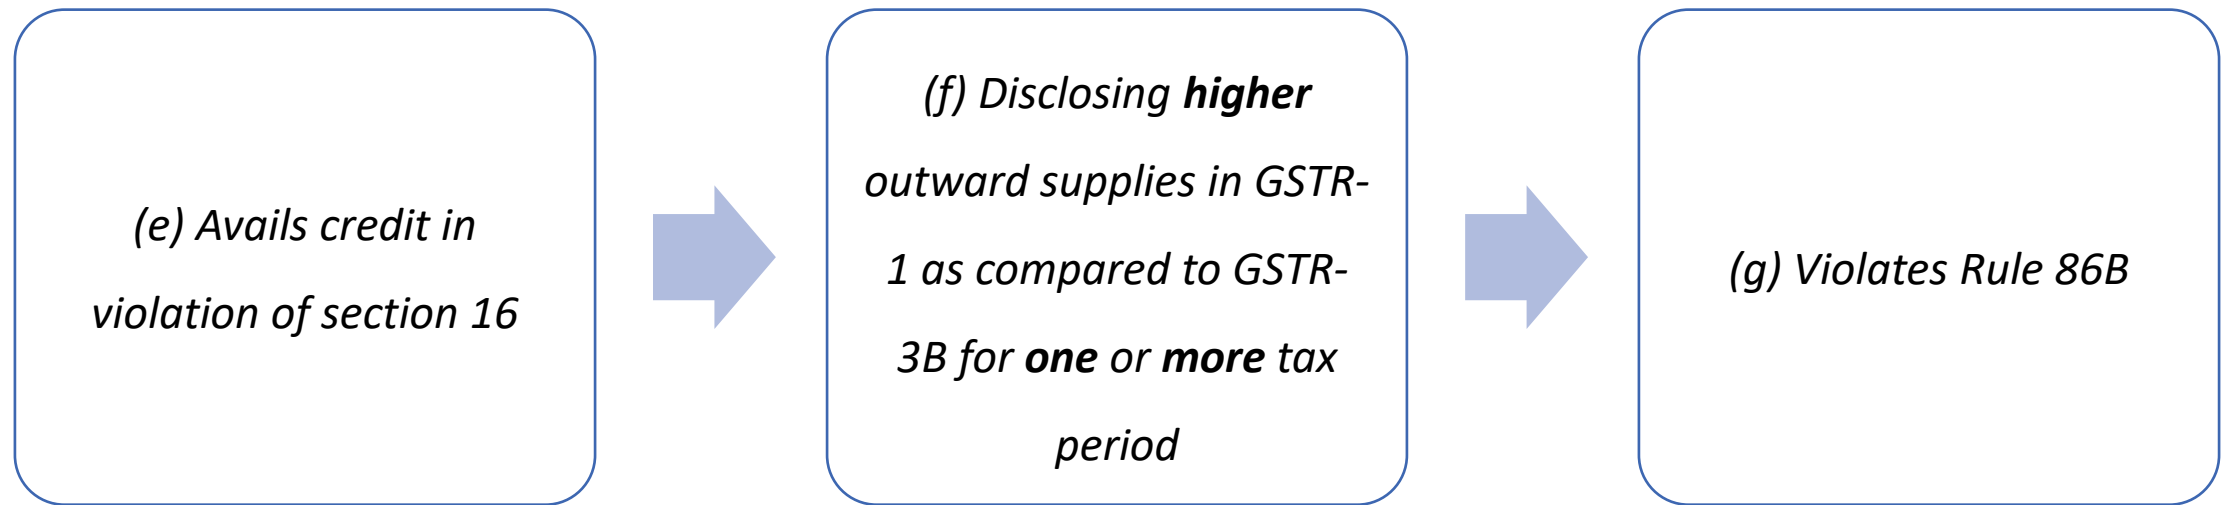 (e) Avails credit in
violation of section 16
(f) Disclosing higher
outward supplies in GSTR-
1 as compared to GSTR-
3B for one or more tax
period
(g) Violates Rule 86B